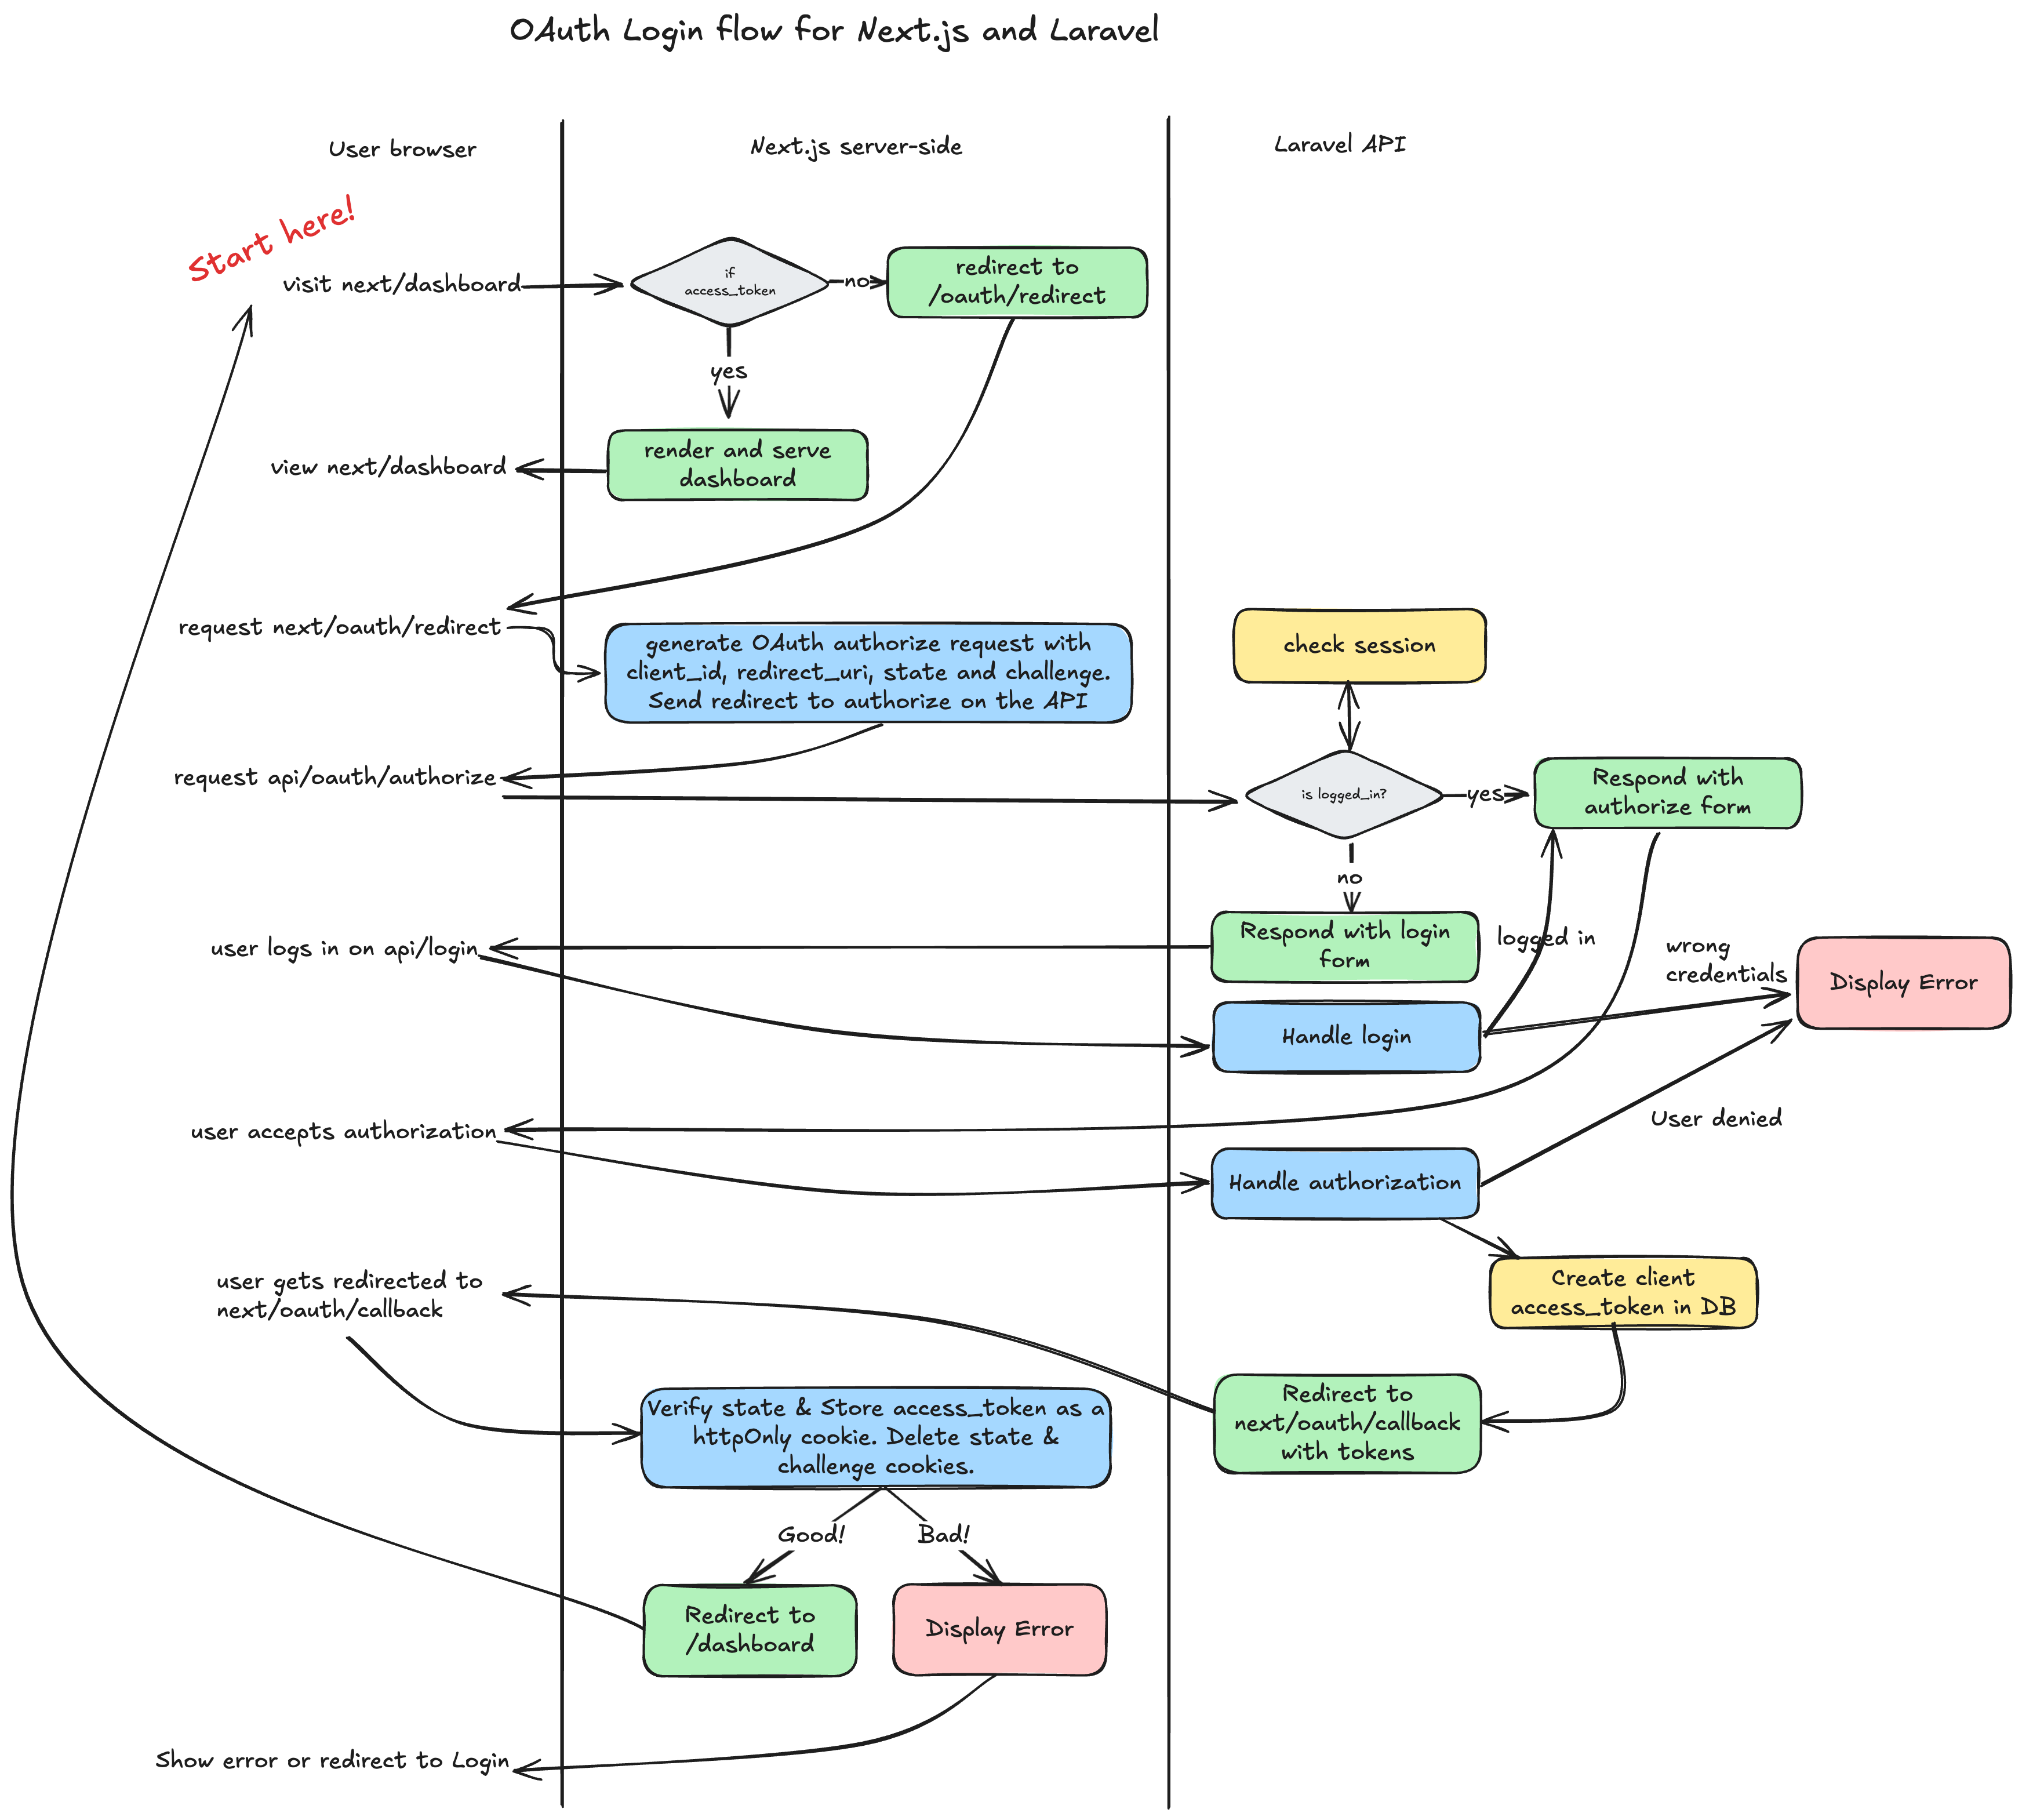 OAuth Login flow for Next.js and Laravel
User browser
Next.js server-side
Laravel API
Start here!
visit next/dashboard
if
access_token
no
redirect to
/oauth/redirect
yes
view next/dashboard
render and serve
dashboard
request next/oauth/redirect
generate OAuth authorize request with
client_id, redirect_uri, state and challenge.
Send redirect to authorize on the API
check session
request api/oauth/authorize
is logged_in?
yes
Respond with
authorize form
no
user logs in on api/login
Respond with login
form
logged in
wrong
credentials
Display Error
Handle login
User denied
user accepts authorization
Handle authorization
user gets redirected to
next/oauth/callback
Create client
access_token in DB
Redirect to
next/oauth/callback
with tokens
Verify state & Store access_token as a
httpOnly cookie. Delete state &
challenge cookies.
Good!
Bad!
Redirect to
/dashboard
Display Error
Show error or redirect to Login